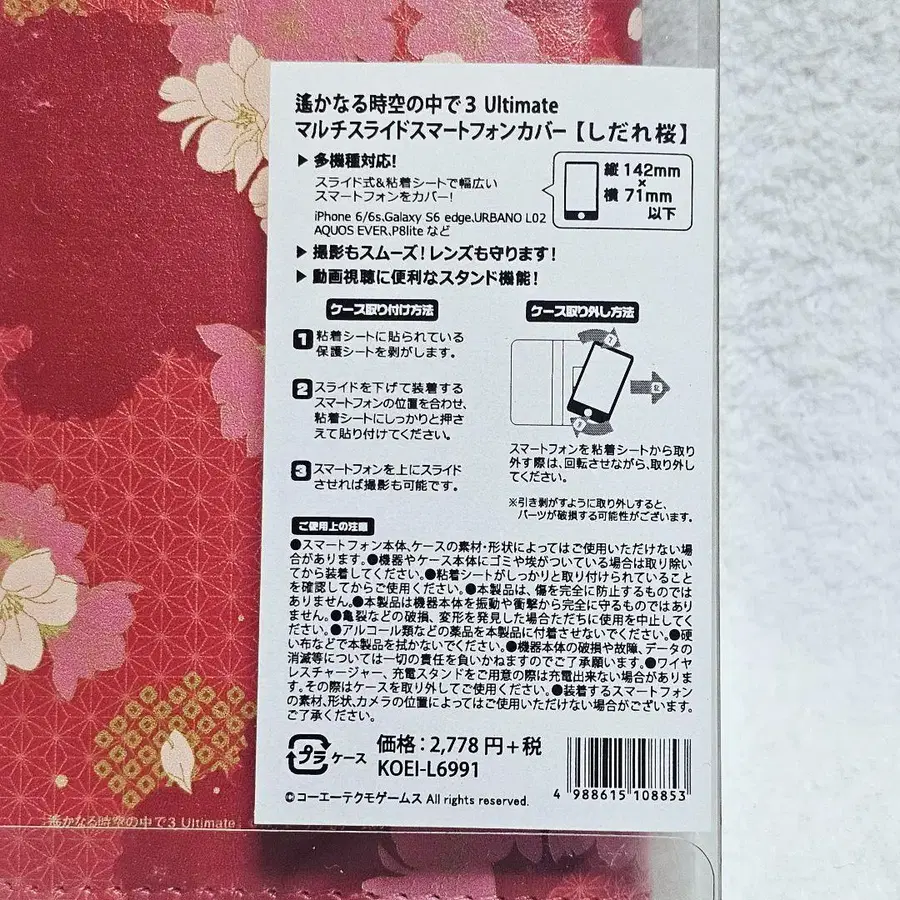 遙かなる時空の中で3 Ultimate
マルチスライドスマートフォンカバー【しだれ桜】
▶ 多機種対応!
スライド式&粘着シートで幅広い
スマートフォンをカバー!
iPhone 6/6s,Galaxy S6 edge,URBANO L02
AQUOS EVER,P8lite など
縦 142mm
×
横 71mm
以下
▶ 撮影もスムーズ!レンズも守ります!
▶ 動画視聴に便利なスタンド機能!
ケース取り付け方法
1 粘着シートに貼られている
保護シートを剥がします。
2 スライドを下げて装着する
スマートフォンの位置を合わせ、
粘着シートにしっかりと押さ
えて貼り付けてください。
3 スマートフォンを上にスライド
させれば撮影も可能です。
ケース取り外し方法
スマートフォンを粘着シートから取り
外す際は、回転させながら、取り外し
てください。
※引き剥がすように取り外しすると、
パーツが破損する可能性がございます。
ご使用上の注意
●スマートフォン本体、ケースの素材・形状によってはご使用いただけない場
合があります。●機器やケース本体にゴミや埃がついている場合は取り除い
てから装着してください。●粘着シートがしっかりと取り付けられていること
を確認してからご使用ください。●本製品は、傷を完全に防止するものでは
ありません。●本製品は機器本体を振動や衝撃から完全に守るものではあり
ません。●亀裂などの破損、変形を発見した場合ただちに使用を中止してく
ださい。●アルコール類などの薬品を本製品に付着させないでください。●硬
い布などで本製品を拭かないでください。●機器本体の破損や故障、データの
消滅等については一切の責任を負いかねますのでご了承願います。●ワイヤ
レスチャージャー、充電スタンドをご用意の際は充電出来ない場合がありま
す。その際はケースを取り外してご使用ください。●装着するスマートフォン
の素材、形状、カメラの位置によってはご使用いただけない場合がございます。
ご了承ください。
プラ ケース
価格:2,778 円+税
KOEI-L6991
©コーエーテクモゲームス All rights reserved.
4 988615 108853
遙かなる時空の中で3 Ultimate